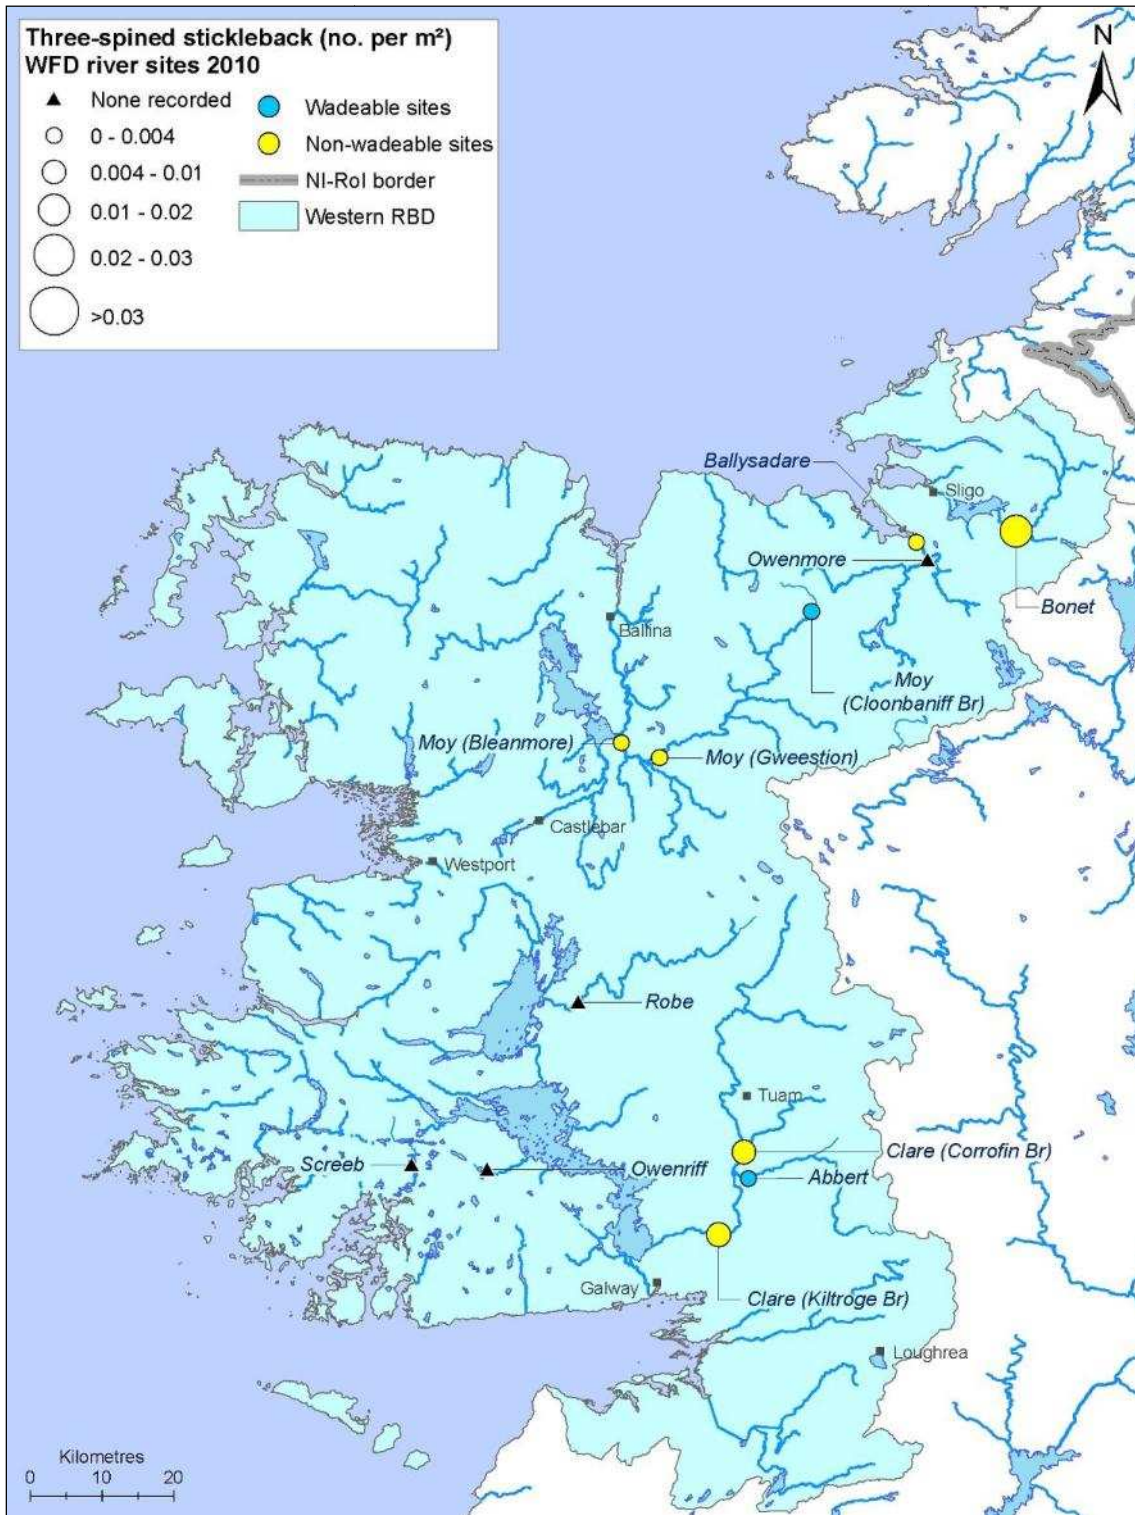 Three-spined stickleback (no. per m²)
WFD river sites 2010
None recorded
0 - 0.004
0.004 - 0.01
0.01 - 0.02
0.02 - 0.03
>0.03
Wadeable sites
Non-wadeable sites
NI-RoI border
Western RBD
N
Ballysadare
Sligo
Owenmore
Bonet
Ballina
Moy
(Cloonbaniff Br)
Moy (Bleanmore)
Moy (Gweestion)
Castlebar
Westport
Robe
Tuam
Clare (Corrofin Br)
Screeb
Owenriff
Abbert
Galway
Clare (Kiltroge Br)
Loughrea
Kilometres
0 10 20